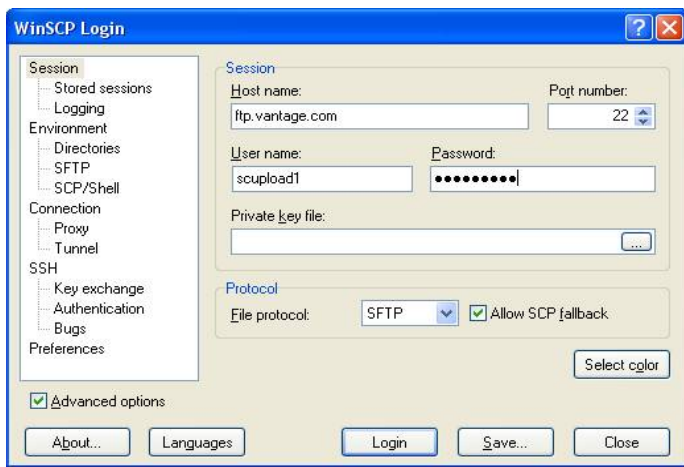 WinSCP Login
Session
Stored sessions
Logging
Environment
Directories
SFTP
SCP/Shell
Connection
Proxy
Tunnel
SSH
Key exchange
Authentication
Bugs
Preferences
Advanced options
Session
Host name:
Port number:
ftp.vantage.com
22
User name:
Password:
scupload1
●●●●●●●●●
Private key file:
...
Protocol
File protocol:
SFTP
Allow SCP fallback
Select color
About...
Languages
Login
Save...
Close